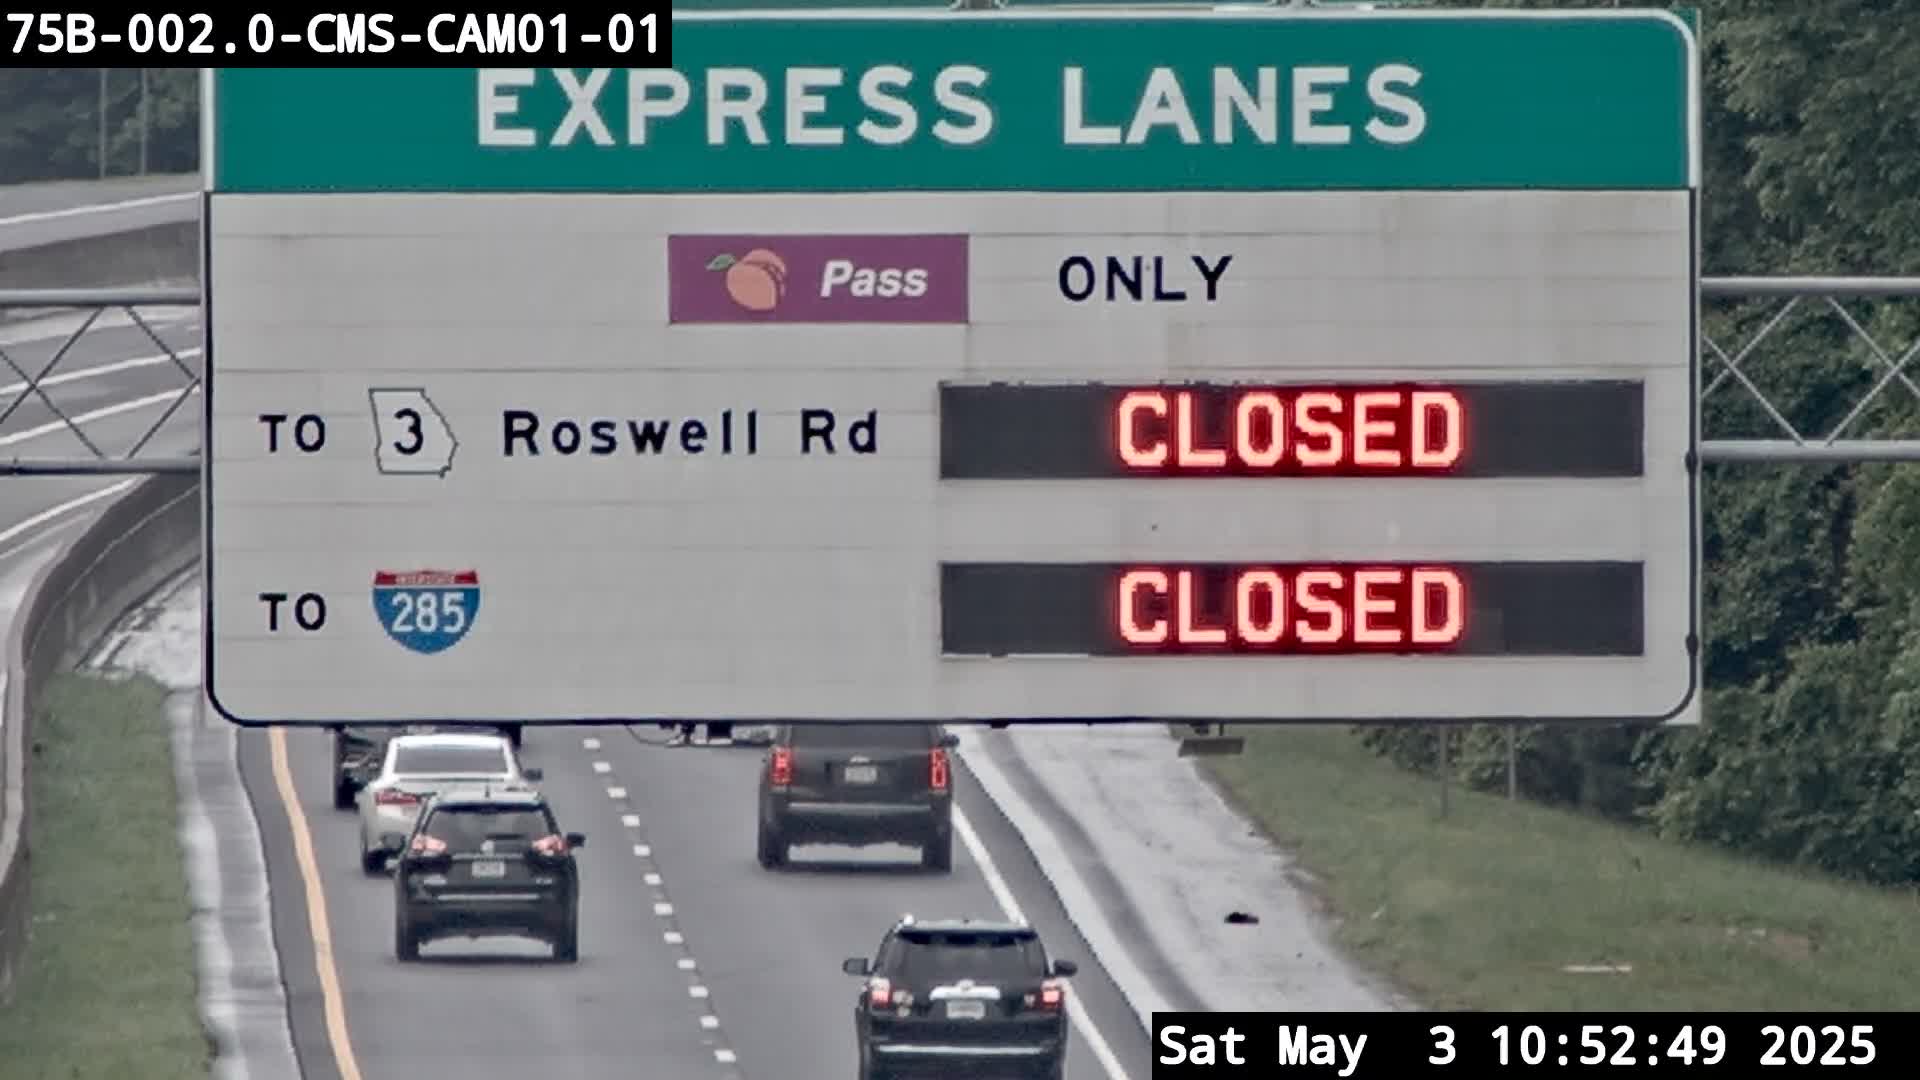 75B-002.0-CMS-CAM01-01
EXPRESS LANES
Pass ONLY
TO 3 Roswell Rd CLOSED
INTERSTATE
TO 285 CLOSED
Sat May 3 10:52:49 2025